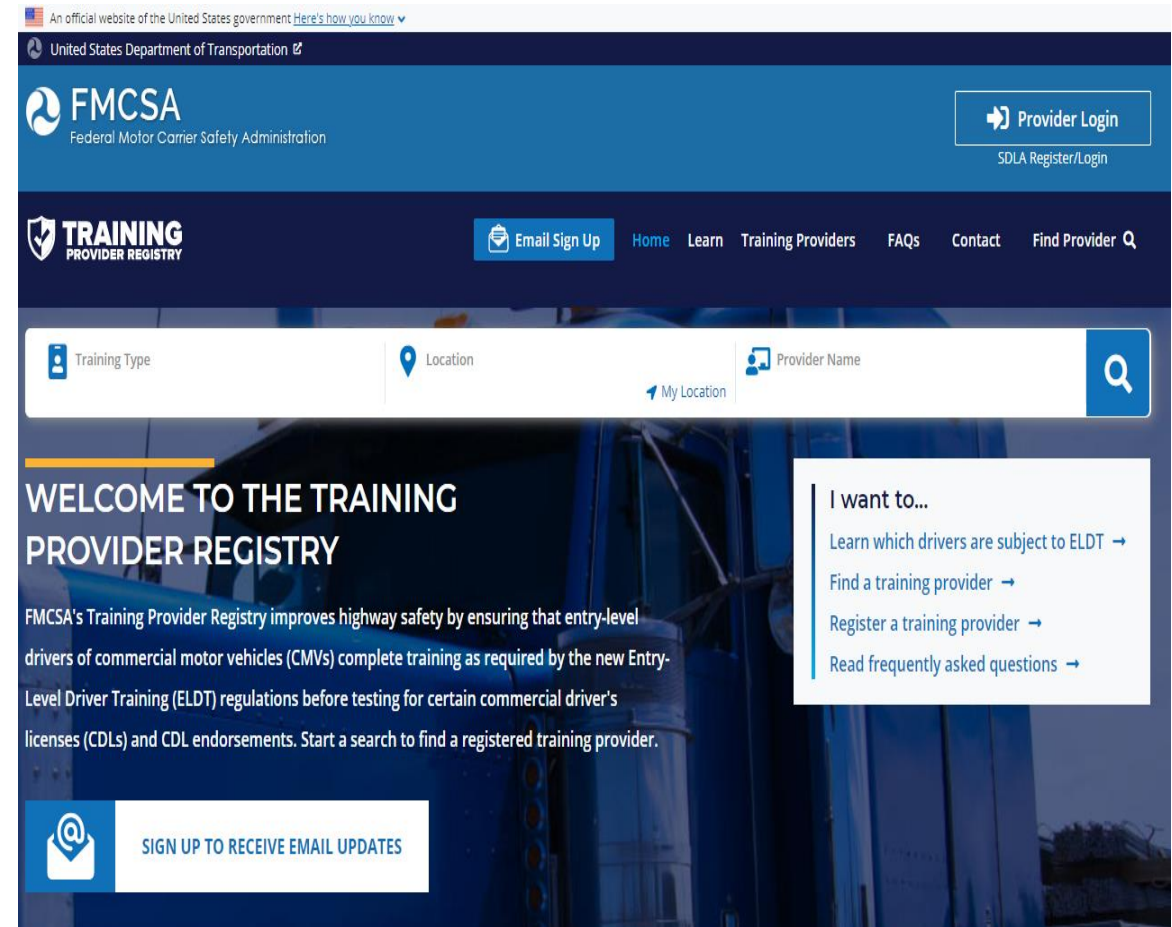 An official website of the United States government Here's how you know
United States Department of Transportation
FMCSA
Federal Motor Carrier Safety Administration
Provider Login
SDLA Register/Login
TRAINING
PROVIDER REGISTRY
Email Sign Up Home Learn Training Providers FAQs Contact Find Provider
Training Type Location Provider Name
My Location
WELCOME TO THE TRAINING
PROVIDER REGISTRY
FMCSA's Training Provider Registry improves highway safety by ensuring that entry-level
drivers of commercial motor vehicles (CMVs) complete training as required by the new Entry-
Level Driver Training (ELDT) regulations before testing for certain commercial driver's
licenses (CDLs) and CDL endorsements. Start a search to find a registered training provider.
SIGN UP TO RECEIVE EMAIL UPDATES
I want to...
Learn which drivers are subject to ELDT →
Find a training provider →
Register a training provider →
Read frequently asked questions →